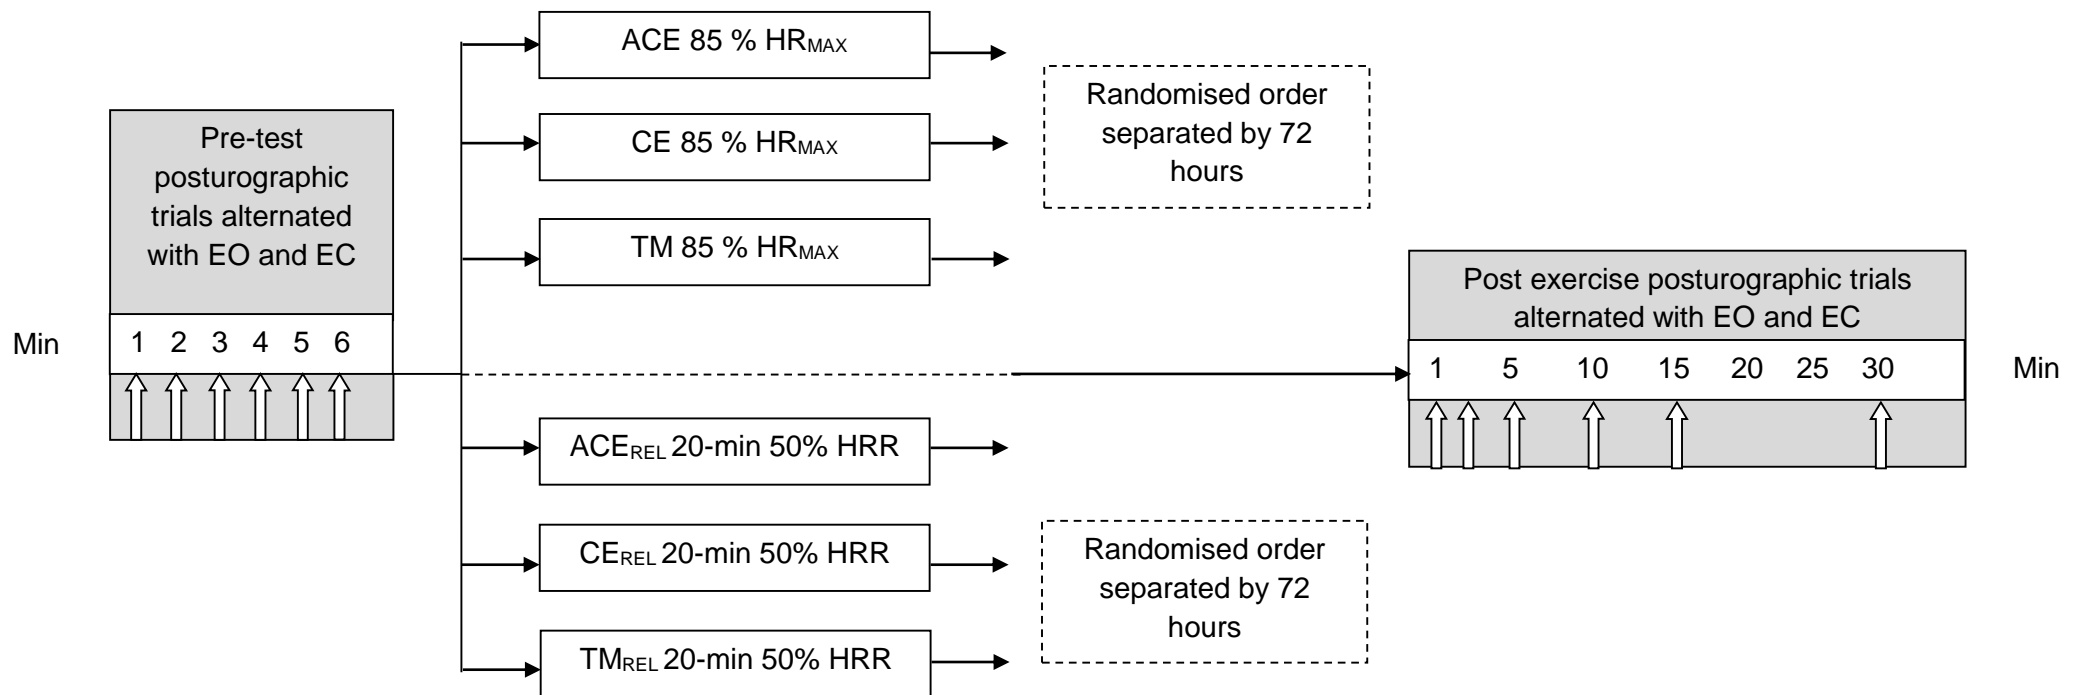 Pre-test
posturographic
trials alternated
with EO and EC
Min
1 2 3 4 5 6
ACE 85 % HRMAX
CE 85 % HRMAX
TM 85 % HRMAX
Randomised order
separated by 72
hours
ACEREL 20-min 50% HRR
CEREL 20-min 50% HRR
TMREL 20-min 50% HRR
Randomised order
separated by 72
hours
Post exercise posturographic trials
alternated with EO and EC
1 5 10 15 20 25 30
Min